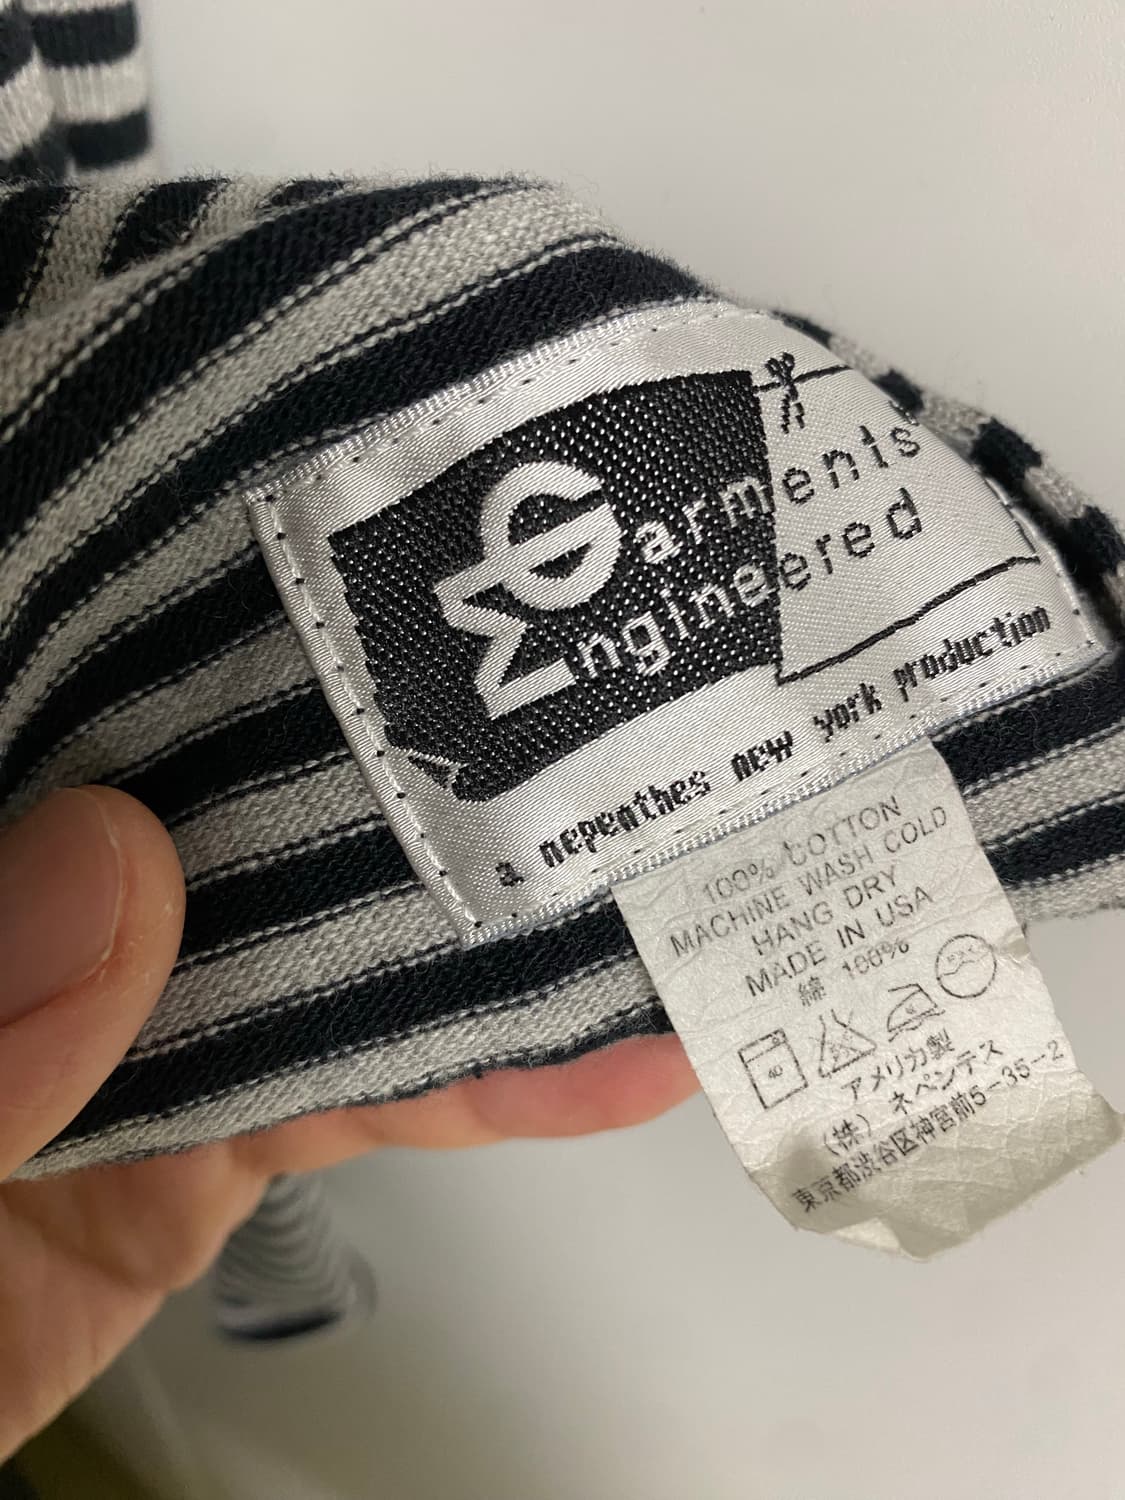 Garments
Engineered
a nepenthes new york production
100% COTTON
MACHINE WASH COLD
HANG DRY
MADE IN USA
綿 100%
40
アメリカ製
(株) ネペンテス
東京都渋谷区神宮前5-35-2